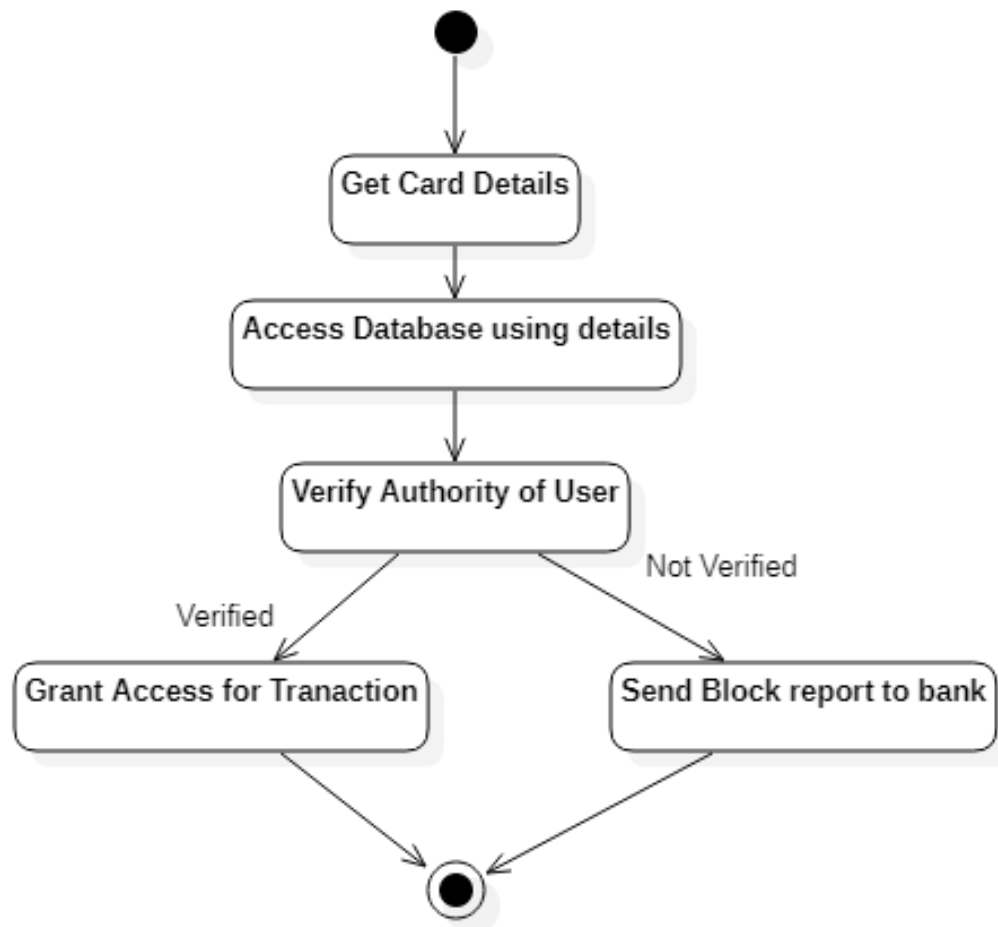 Get Card Details
Access Database using details
Verify Authority of User
Not Verified
Verified
Grant Access for Tranaction
Send Block report to bank